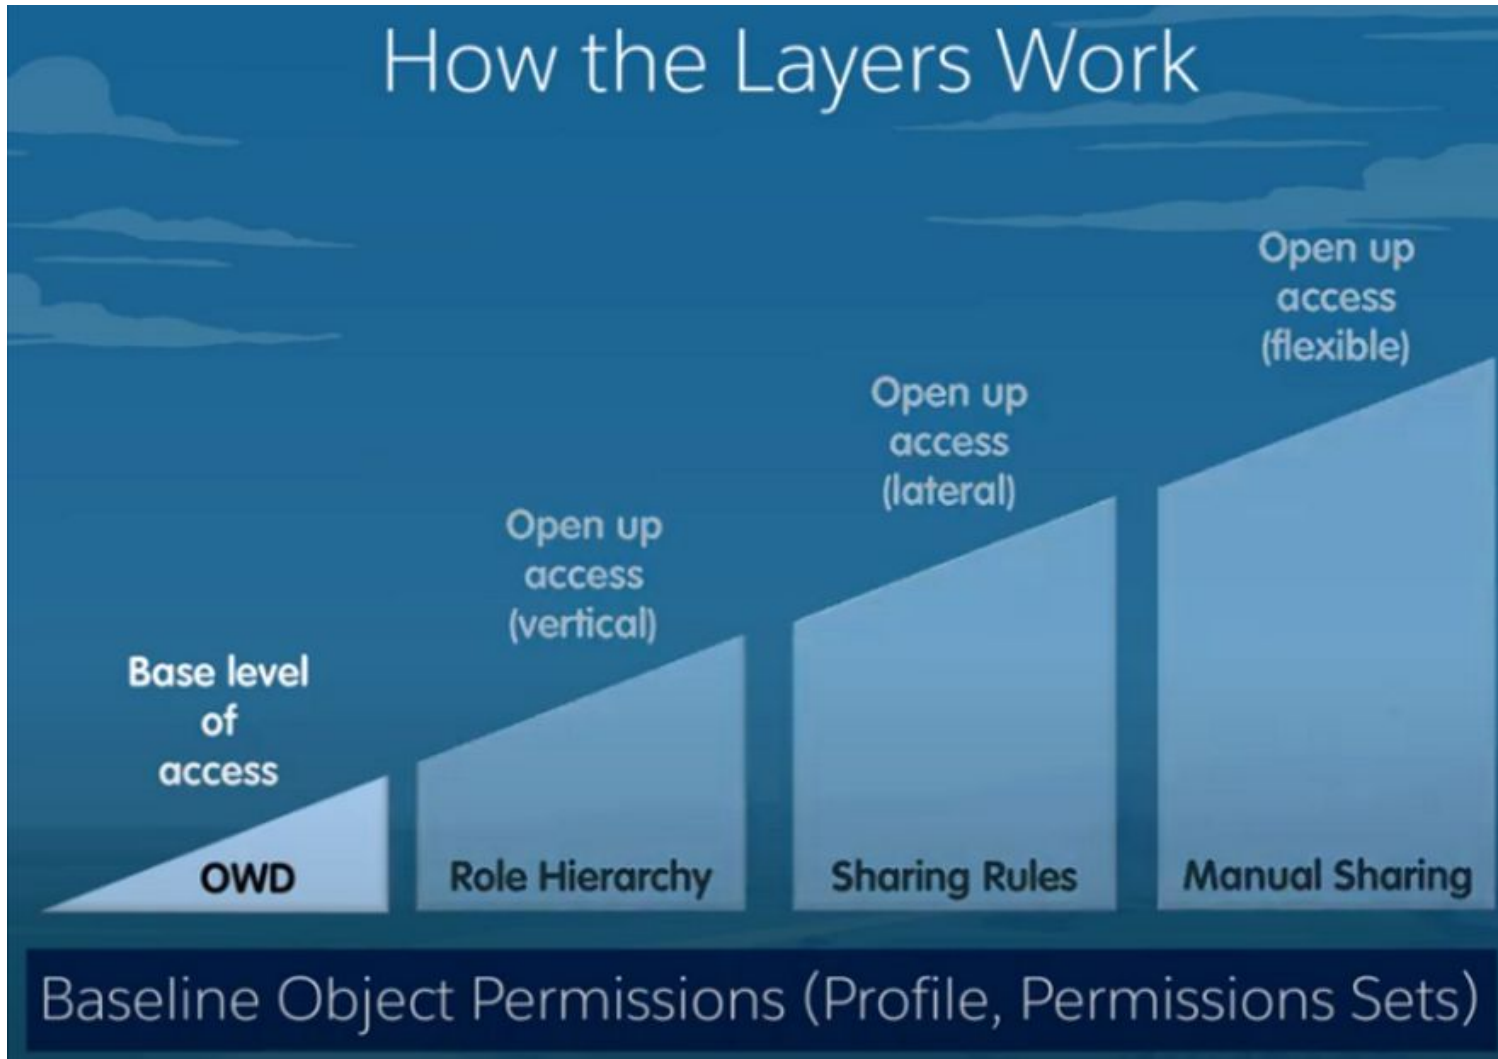 How the Layers Work
Base level
of
access
OWD
Open up
access
(vertical)
Role Hierarchy
Open up
access
(lateral)
Sharing Rules
Open up
access
(flexible)
Manual Sharing
Baseline Object Permissions (Profile, Permissions Sets)